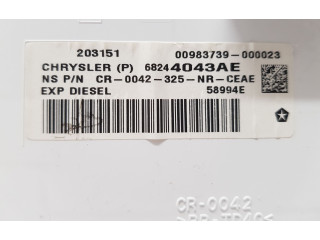 203151 00983739-000023
CHRYSLER (P) 68244043AE
NS P/N CR-0042-325-NR-CEAE
EXP DIESEL 58994E
CR-0042